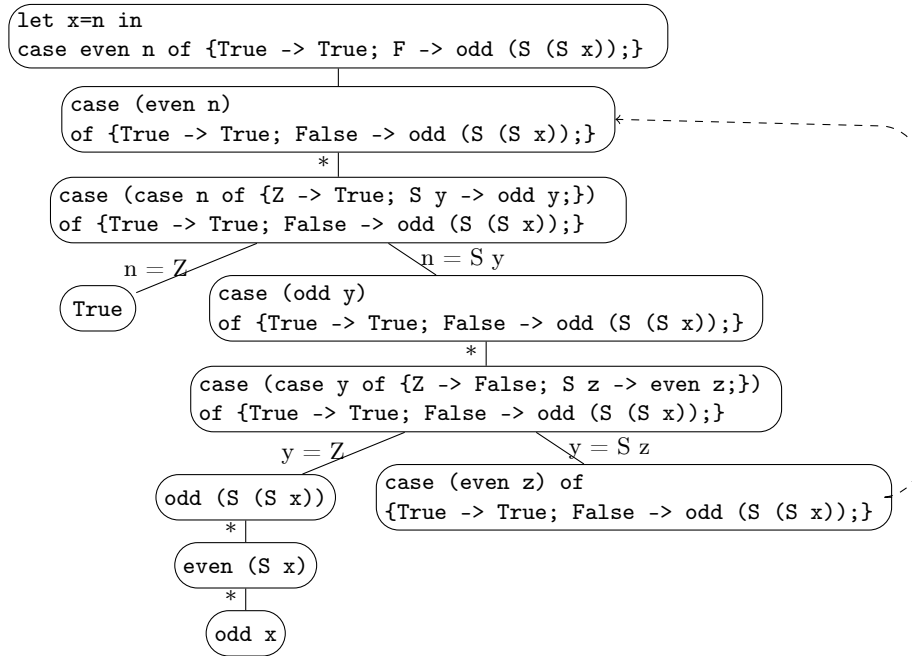 let x=n in
case even n of {True -> True; F -> odd (S (S x));}
case (even n)
of {True -> True; False -> odd (S (S x));}
*
case (case n of {Z -> True; S y -> odd y;})
of {True -> True; False -> odd (S (S x));}
n = Z
n = S y
True
case (odd y)
of {True -> True; False -> odd (S (S x));}
*
case (case y of {Z -> False; S z -> even z;})
of {True -> True; False -> odd (S (S x));}
y = Z
y = S z
odd (S (S x))
case (even z) of
{True -> True; False -> odd (S (S x));}
*
even (S x)
*
odd x